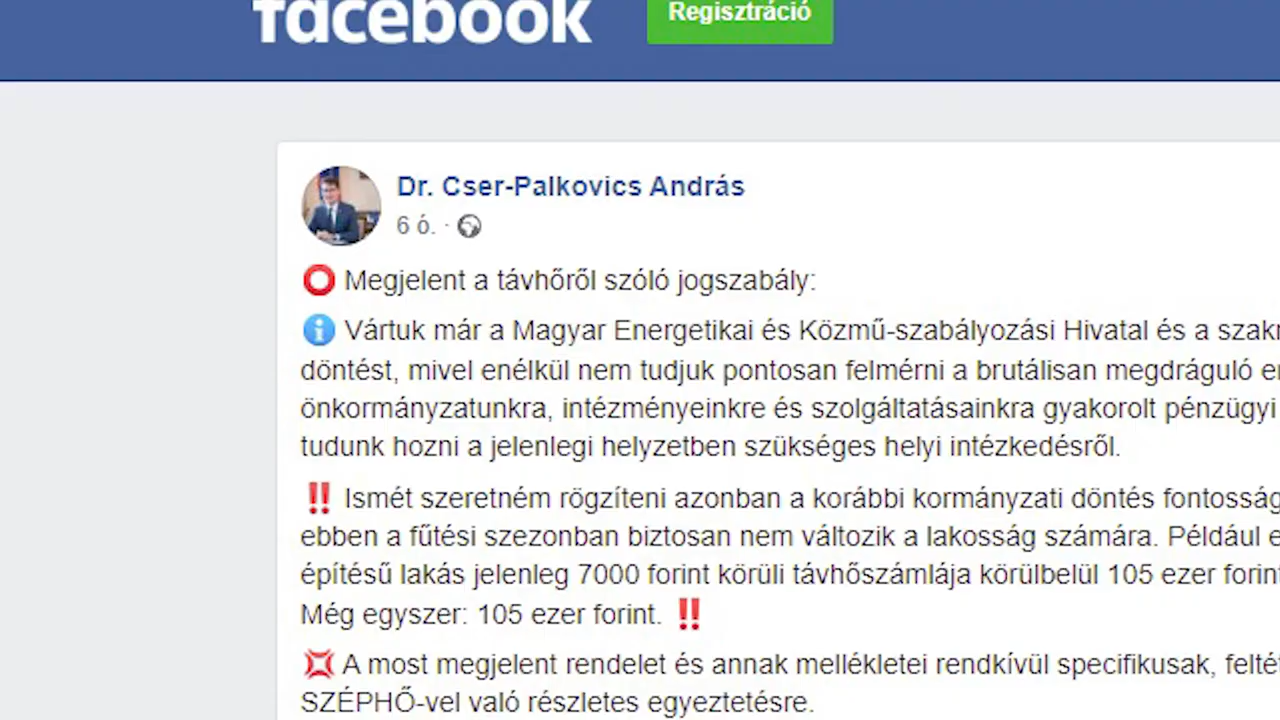 facebook
Regisztráció
Dr. Cser-Palkovics András
6 ó. ·
Megjelent a távhőről szóló jogszabály:
Vártuk már a Magyar Energetikai és Közmű-szabályozási Hivatal és a
döntést, mivel enélkül nem tudjuk pontosan felmérni a brutálisan megdráguló
önkormányzatunkra, intézményeinkre és szolgáltatásainkra gyakorolt pénzügyi
tudunk hozni a jelenlegi helyzetben szükséges helyi intézkedésről.
‼ Ismét szeretném rögzíteni azonban a korábbi kormányzati döntés
ebben a fűtési szezonban biztosan nem változik a lakosság számára. Például
építésű lakás jelenleg 7000 forint körüli távhőszámlája körülbelül 105 ezer forint
Még egyszer: 105 ezer forint. ‼
A most megjelent rendelet és annak mellékletei rendkívül specifikusak,
SZÉPHŐ-vel való részletes egyeztetésre.